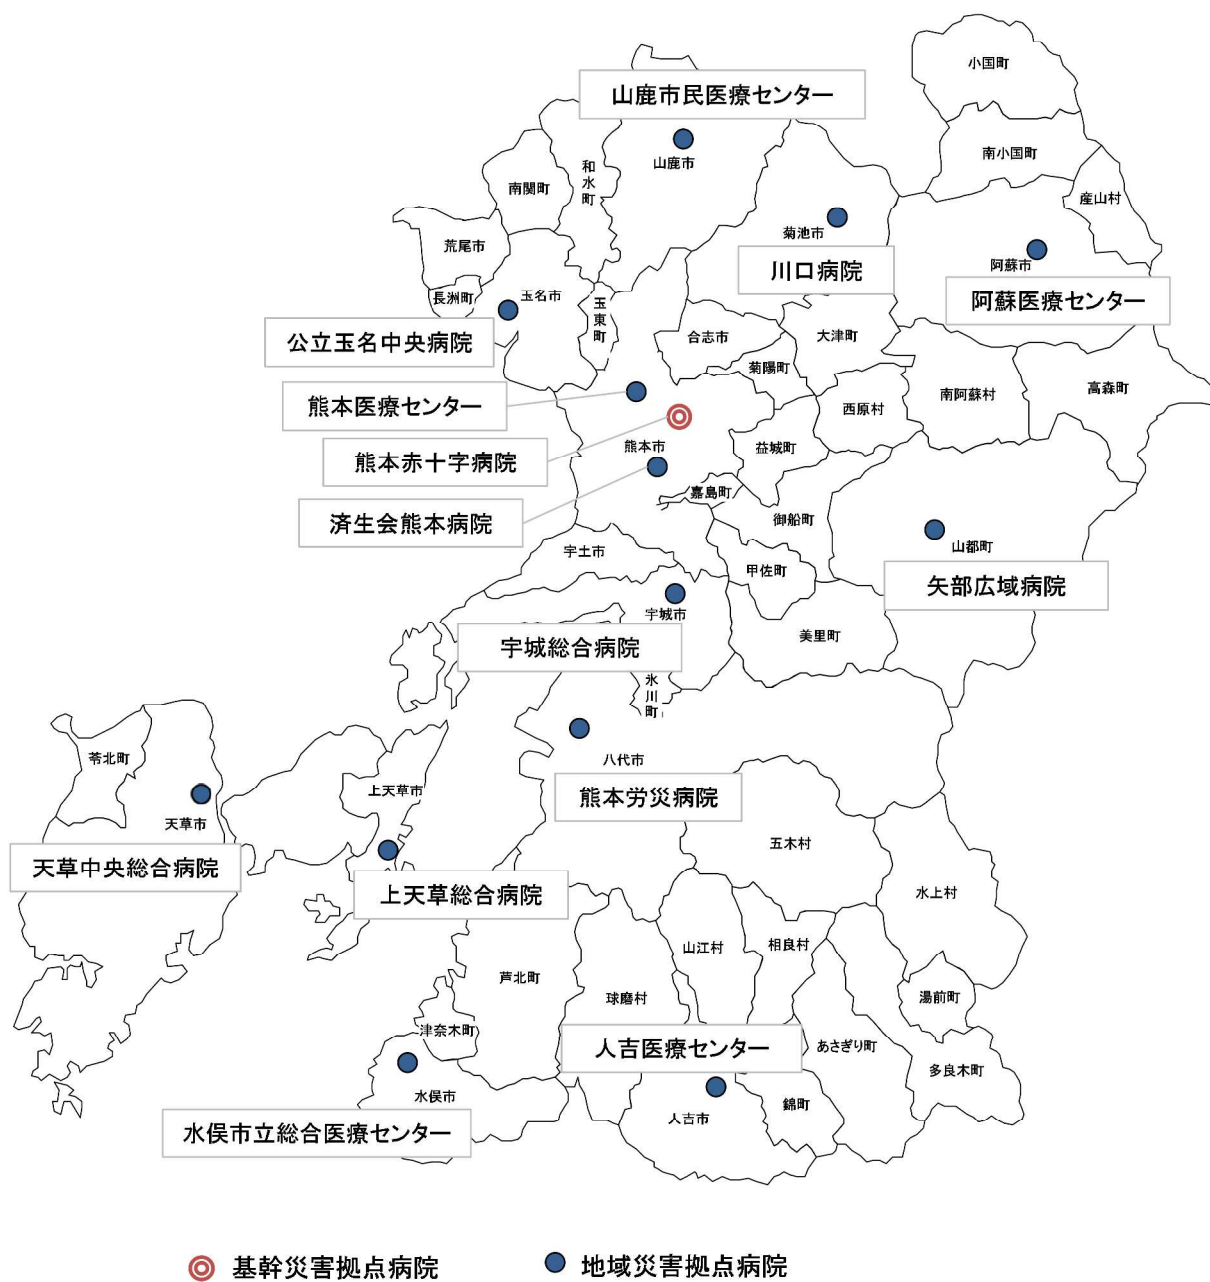 小国町
山鹿市民医療センター
南小国町
山鹿市
和水町
南関町
産山村
菊池市
荒尾市
川口病院
阿蘇市
長洲町
玉名市
玉東町
阿蘇医療センター
公立玉名中央病院
合志市
大津町
菊陽町
南阿蘇村
高森町
熊本医療センター
西原村
熊本市
益城町
熊本赤十字病院
嘉島町
済生会熊本病院
御船町
宇土市
山都町
甲佐町
矢部広域病院
宇城市
美里町
宇城総合病院
氷川町
苓北町
八代市
上天草市
熊本労災病院
天草市
五木村
天草中央総合病院
上天草総合病院
水上村
山江村
相良村
芦北町
球磨村
湯前町
津奈木町
人吉医療センター
あさぎり町
多良木町
水俣市
人吉市
錦町
水俣市立総合医療センター
基幹災害拠点病院
地域災害拠点病院